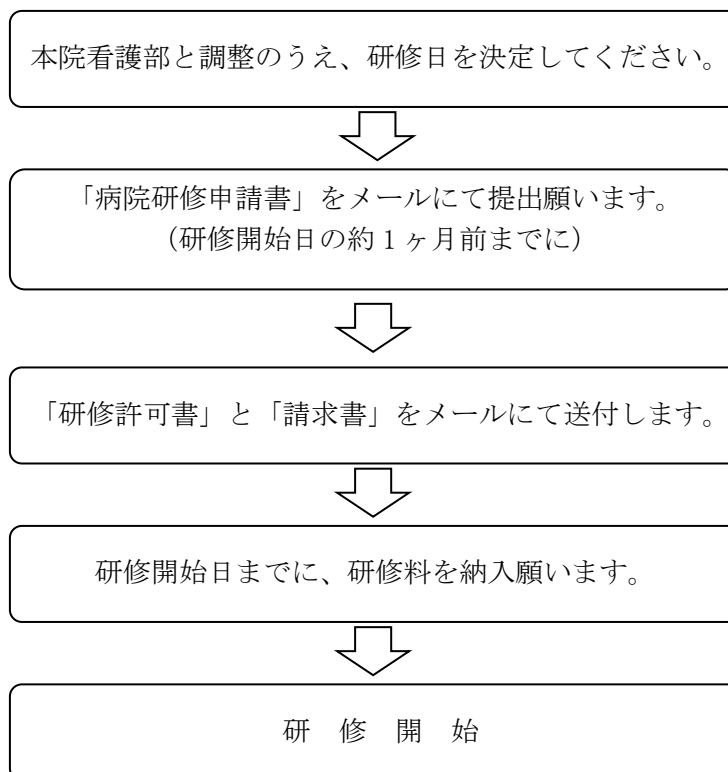 本院看護部と調整のうえ、研修日を決定してください。
「病院研修申請書」をメールにて提出願います。
（研修開始日の約１ヶ月前までに）
「研修許可書」と「請求書」をメールにて送付します。
研修開始日までに、研修料を納入願います。
研　修　開　始